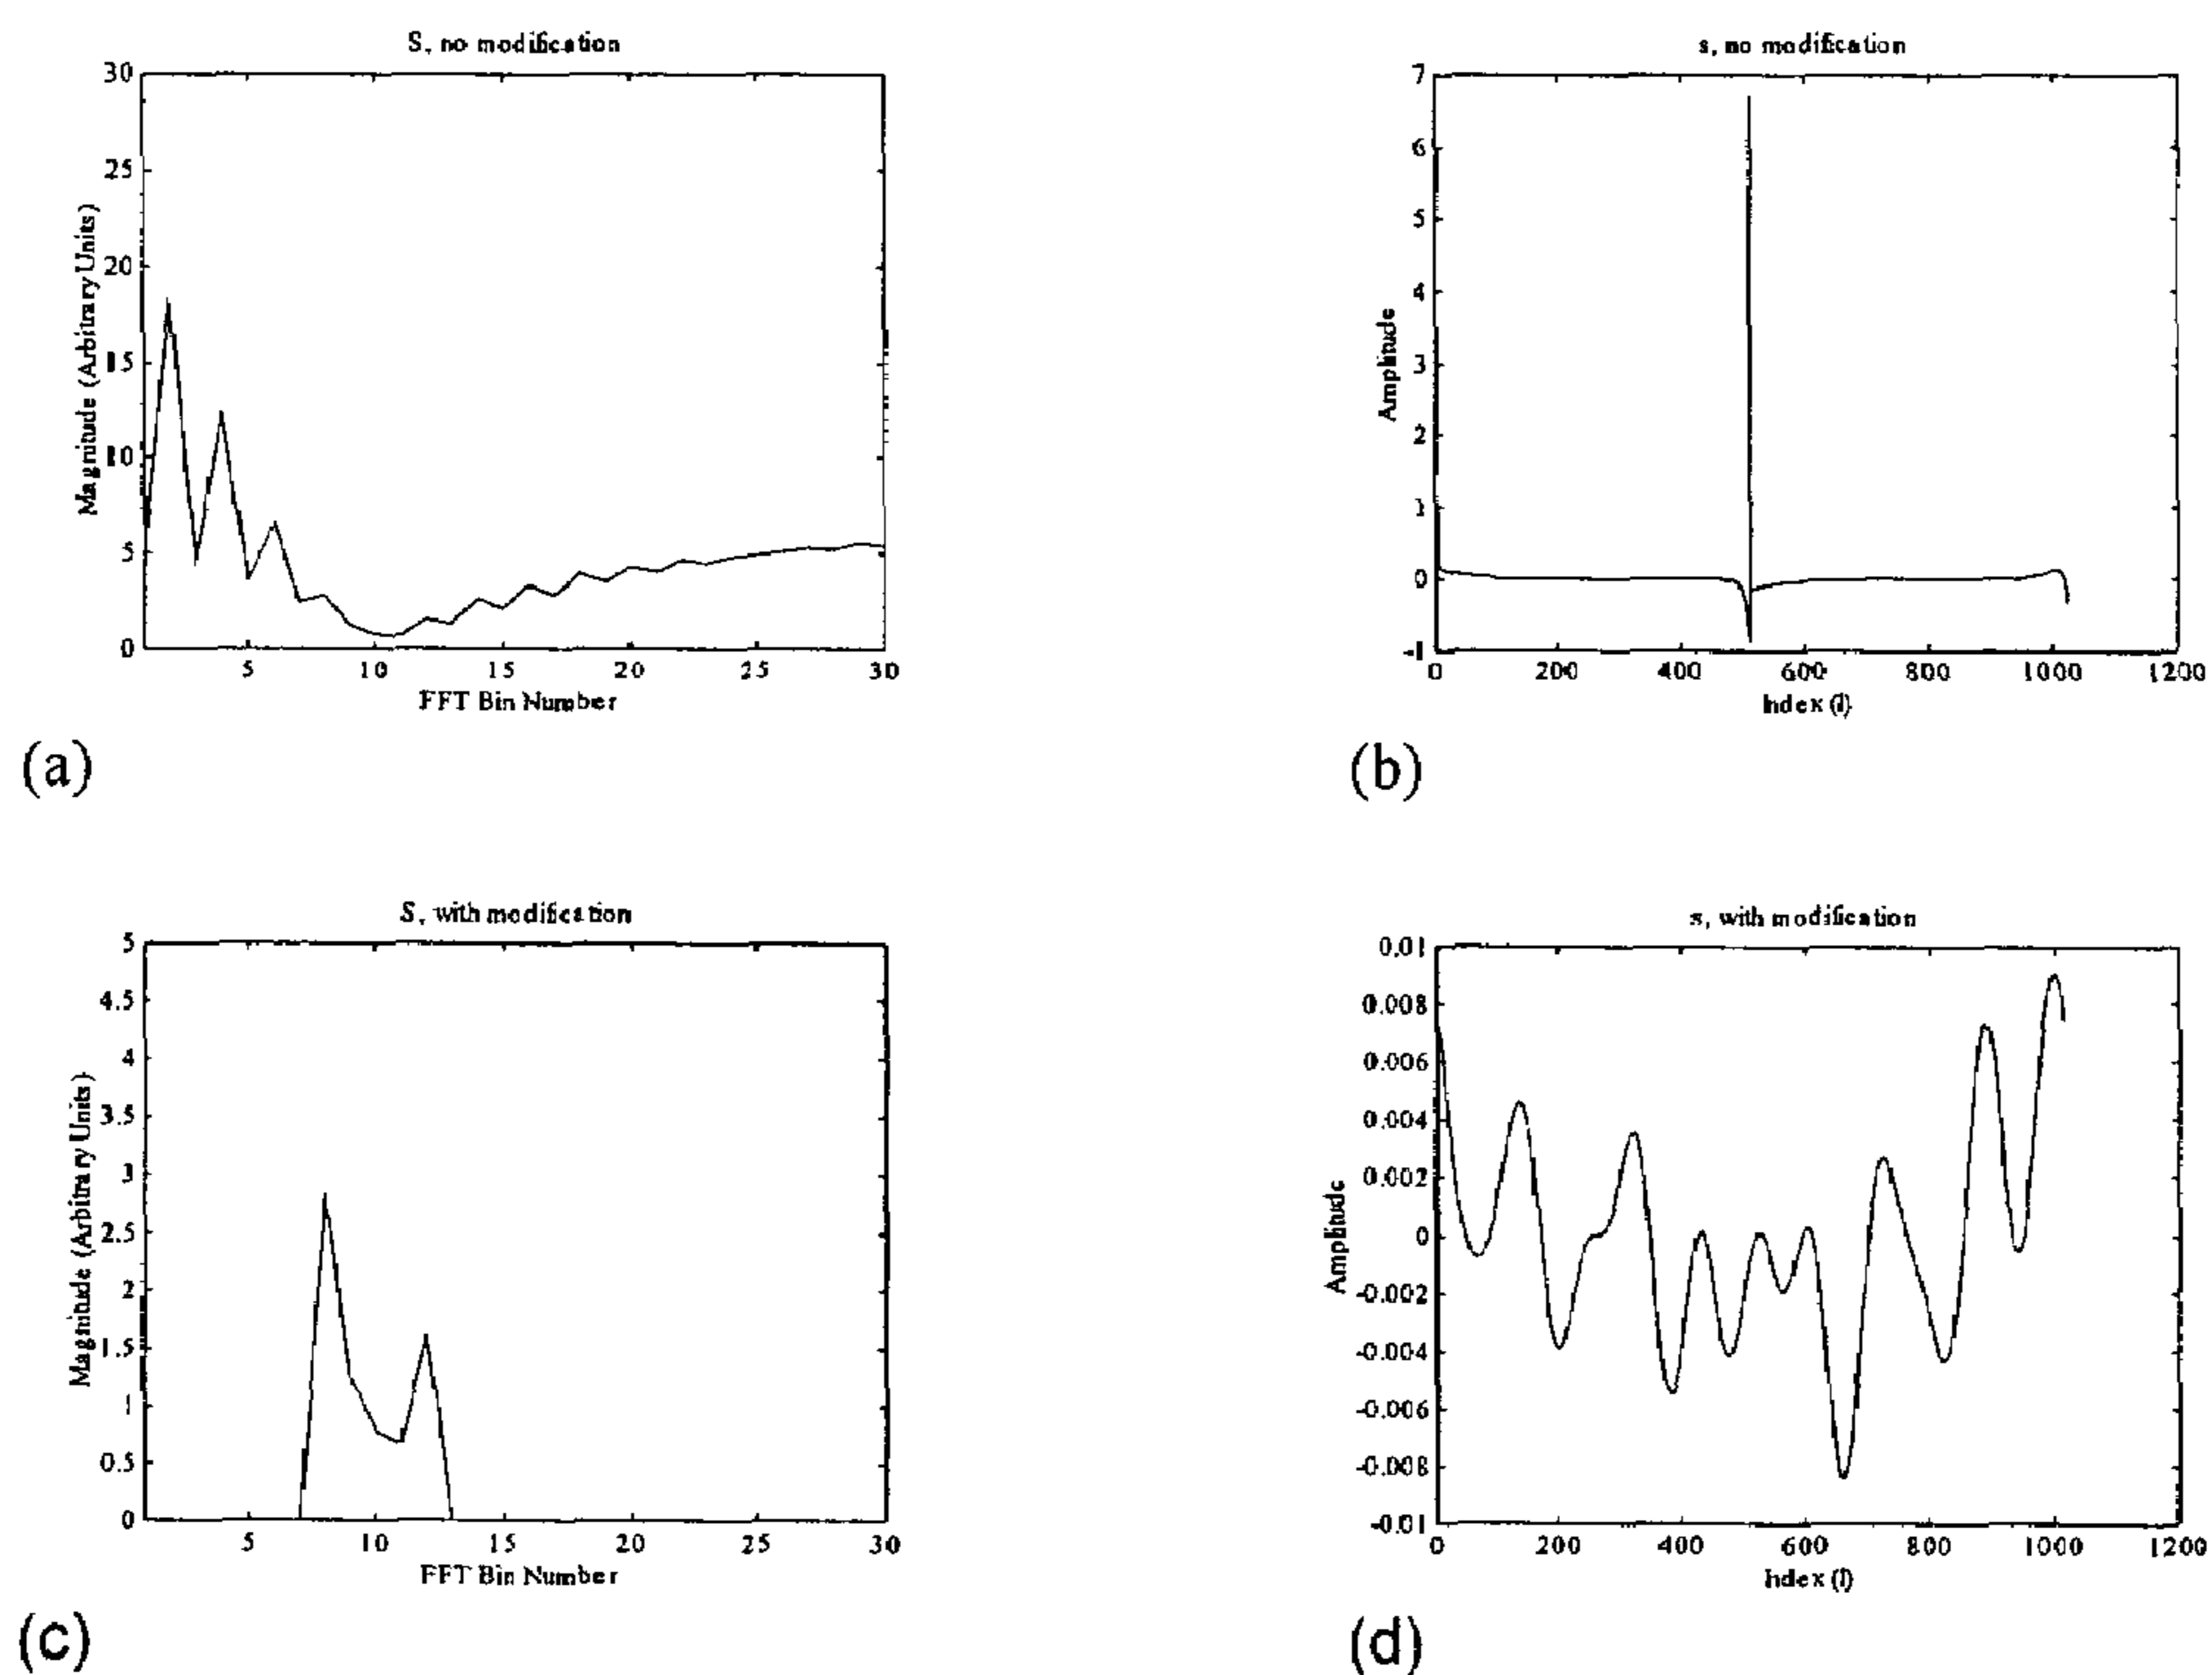 S, no modification
30
25
20
15
10
5
0
Magnitude (Arbitrary Units)
5 10 15 20 25 30
FFT Bin Number
(a)
s, no modification
7
6
5
4
3
2
1
0
-1
Amplitude
0 200 400 600 800 1000 1200
Index (l)
(b)
S, with modification
5
4.5
4
3.5
3
2.5
2
1.5
1
0.5
0
Magnitude (Arbitrary Units)
5 10 15 20 25 30
FFT Bin Number
(c)
s, with modification
0.01
0.008
0.006
0.004
0.002
0
-0.002
-0.004
-0.006
-0.008
-0.01
Amplitude
0 200 400 600 800 1000 1200
Index (l)
(d)